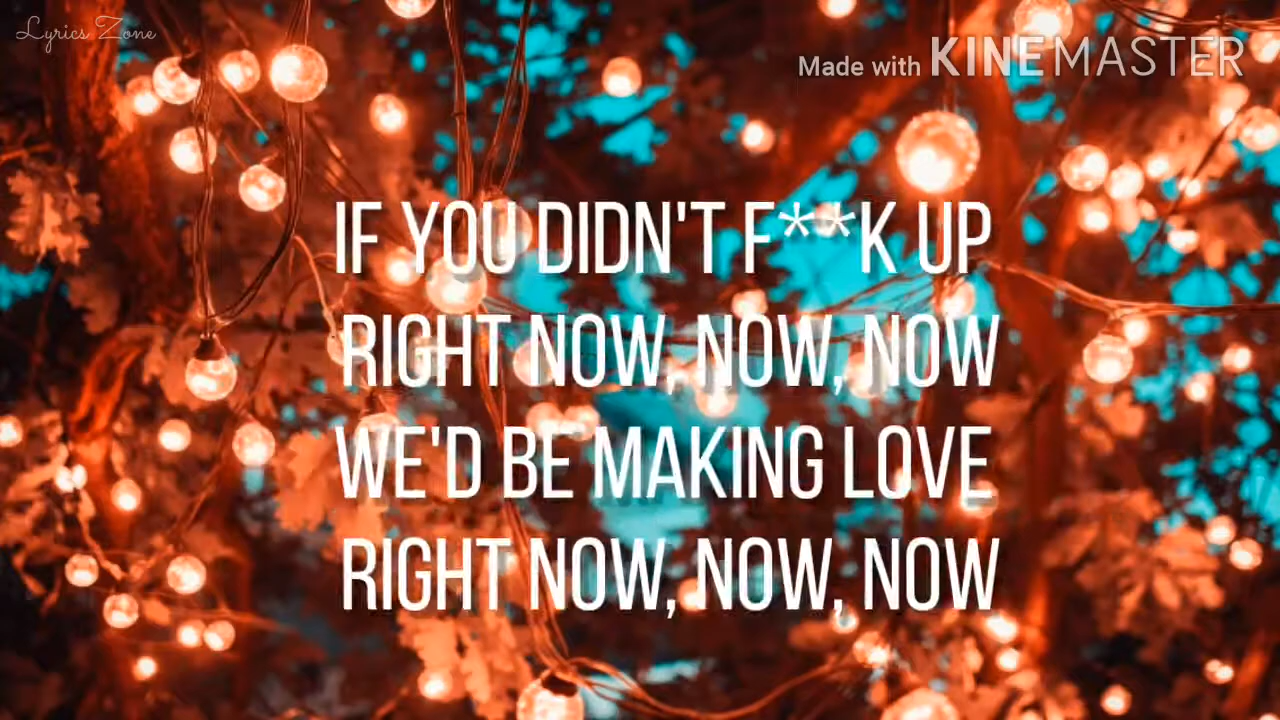 Lyrics Zone
Made with KINEMASTER
IF YOU DIDN'T F**K UP
RIGHT NOW, NOW, NOW
WE'D BE MAKING LOVE
RIGHT NOW, NOW, NOW